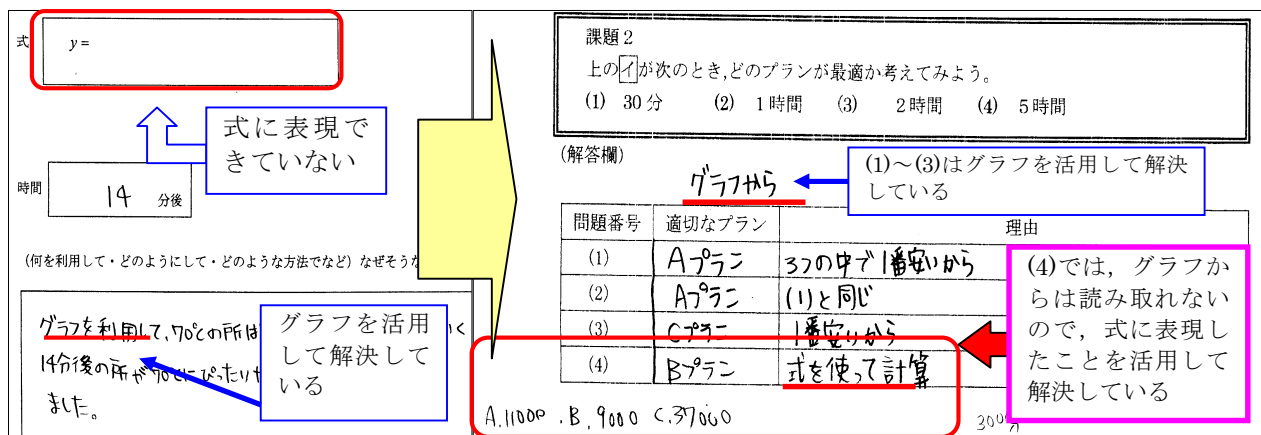 式
y =
式に表現で
きていない
時間
14 分後
(何を利用して・どのようにして・どのような方法でなど) なぜそうな
グラフを利用して,70℃の所は
く
14分後の所が70℃にぴったり
ました。
グラフを活用
して解決して
いる
課題2
上のイが次のとき,どのプランが最適か考えてみよう。
(1) 30分 (2) 1時間 (3) 2時間 (4) 5時間
(解答欄)
グラフから
(1)～(3)はグラフを活用して解決
している
問題番号 適切なプラン 理由
(1) Aプラン 3つの中で1番安いから
(2) Aプラン (1)と同じ
(3) Cプラン 1番安いから
(4) Bプラン 式を使って計算
(4)では，グラフか
らは読み取れない
ので，式に表現し
たことを活用して
解決している
A.11000 .B.9000 C.37000
300分